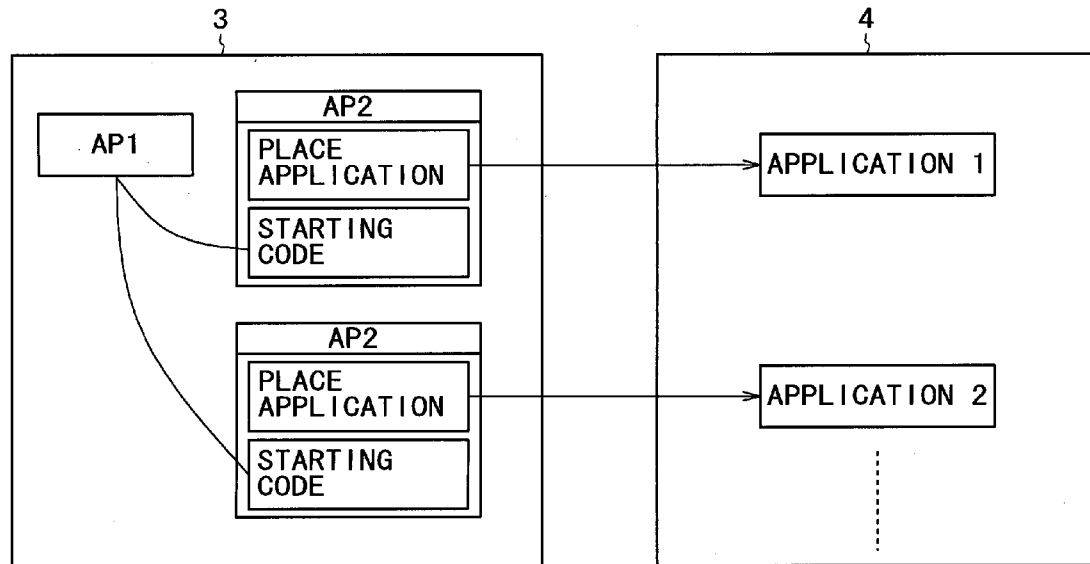 3
4
AP1
AP2
PLACE
APPLICATION
STARTING
CODE
APPLICATION 1
AP2
PLACE
APPLICATION
STARTING
CODE
APPLICATION 2